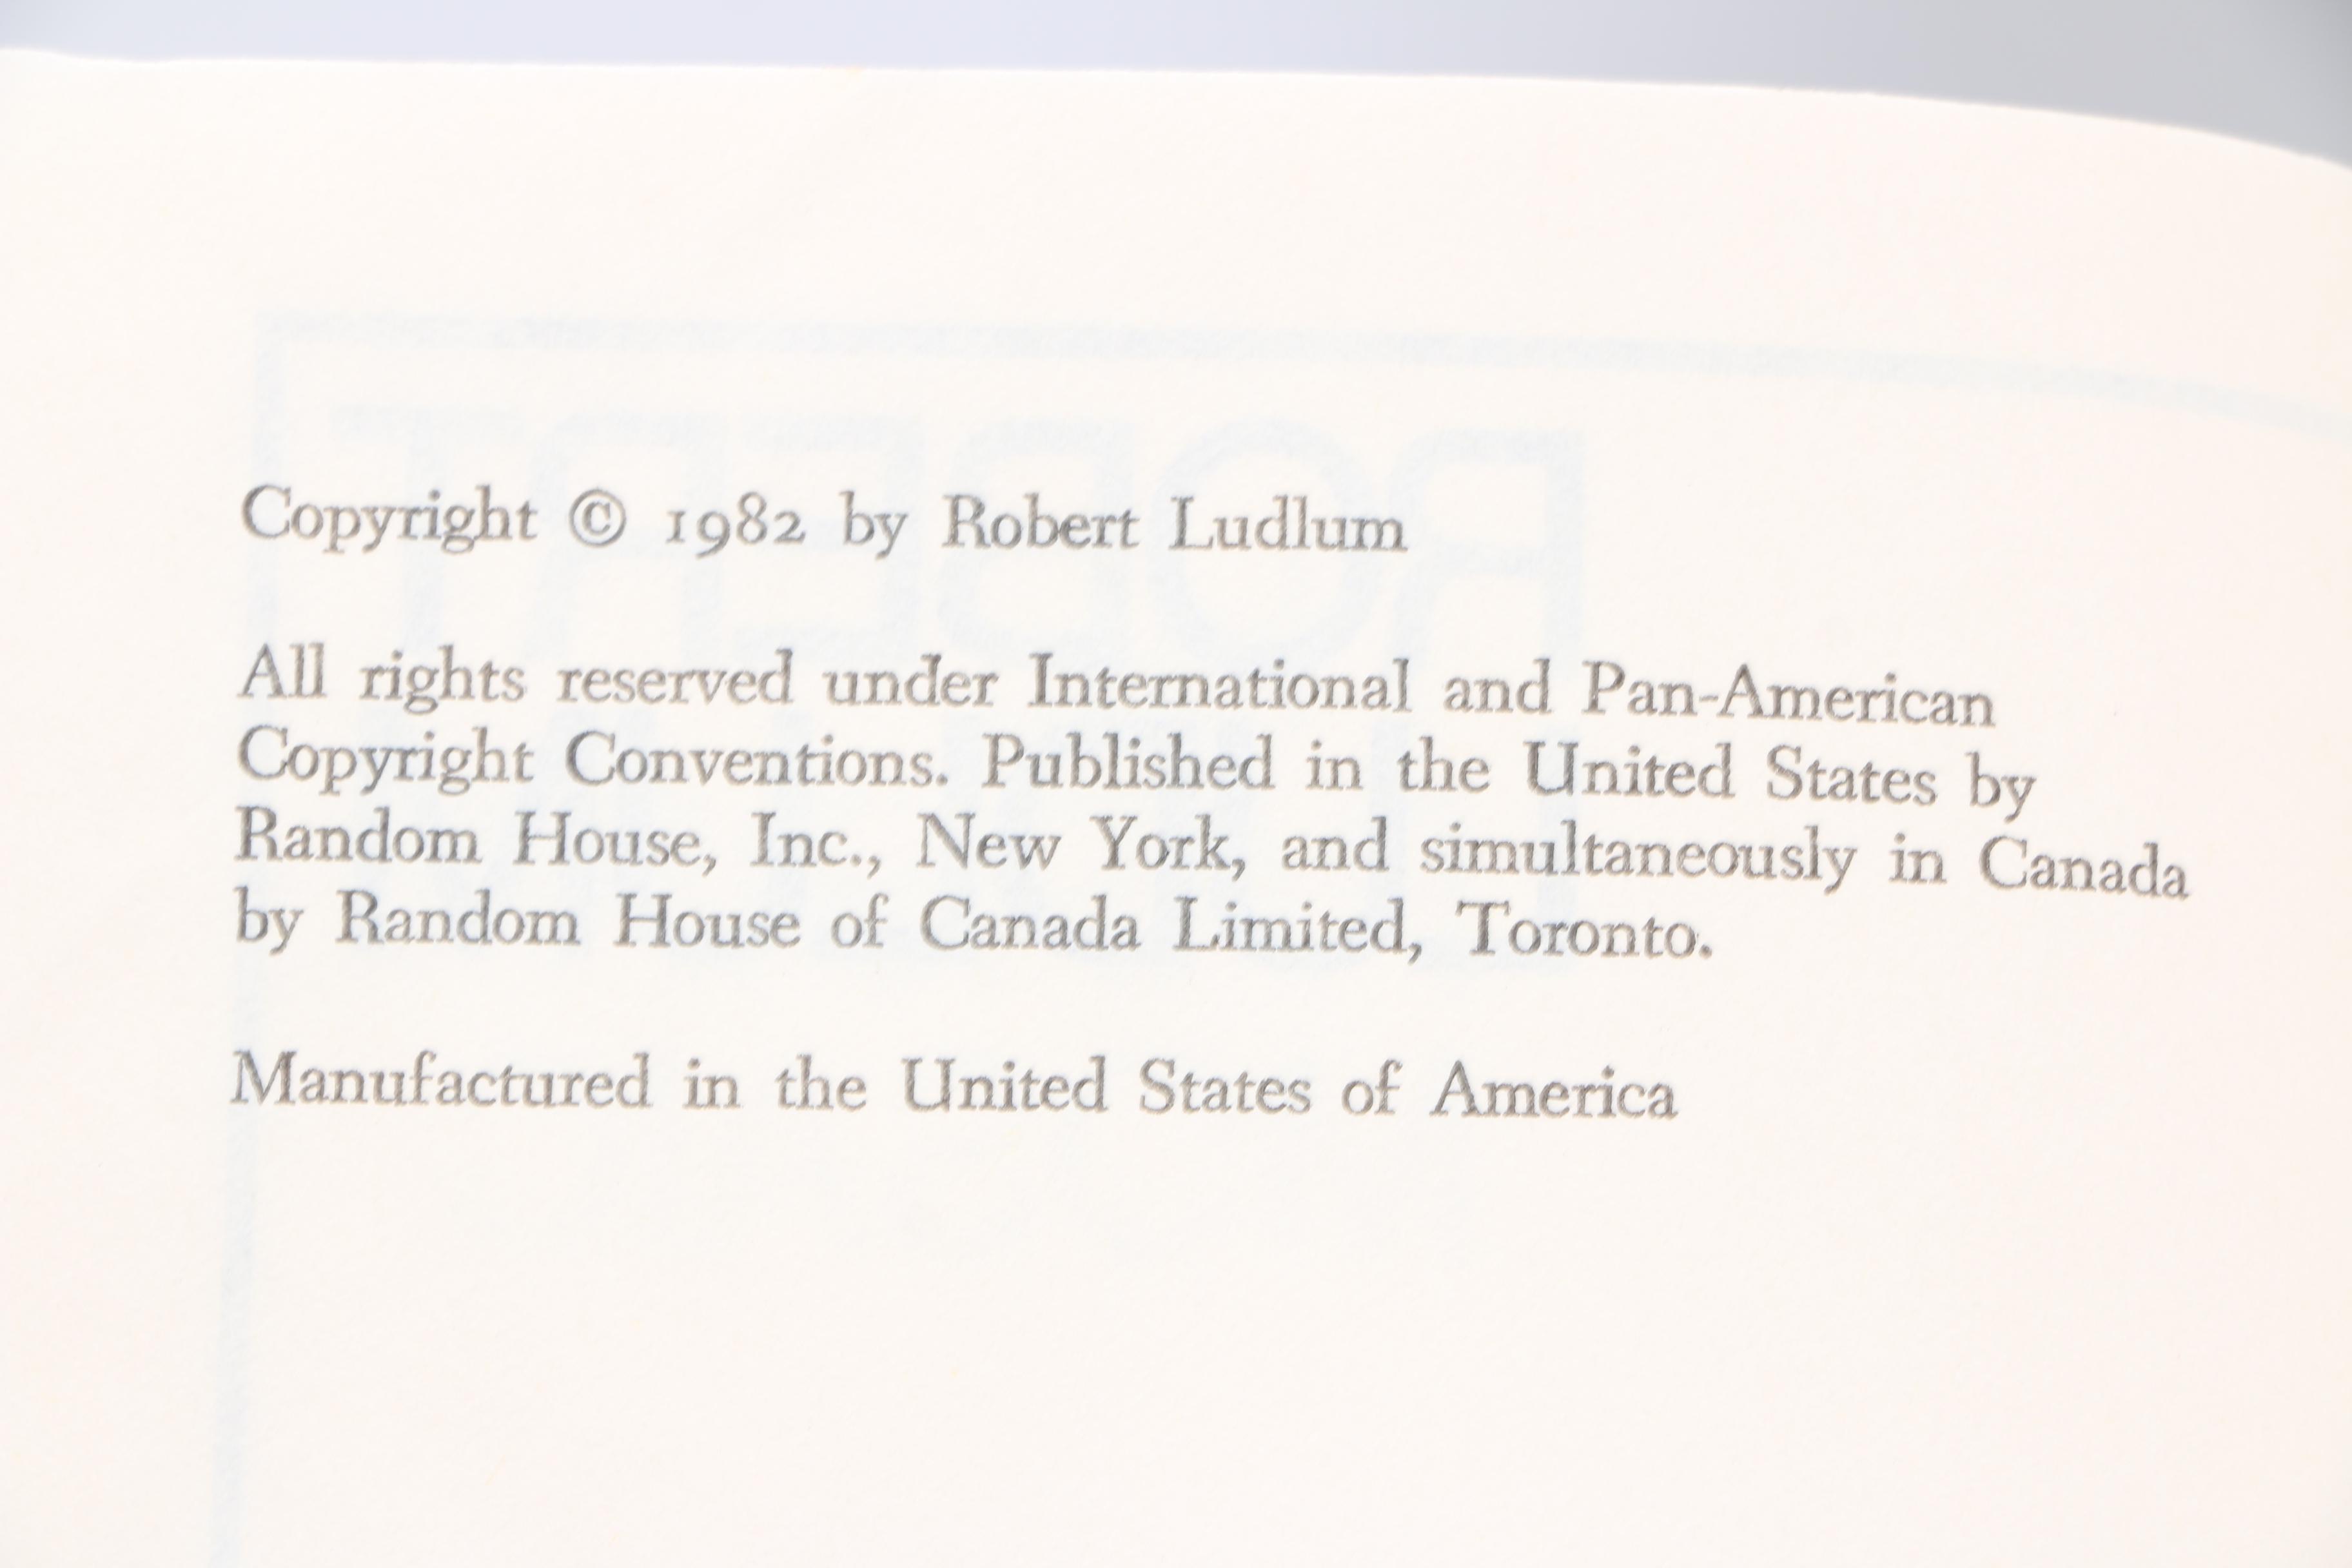 Copyright © 1982 by Robert Ludlum
All rights reserved under International and Pan-American
Copyright Conventions. Published in the United States by
Random House, Inc., New York, and simultaneously in Canada
by Random House of Canada Limited, Toronto.
Manufactured in the United States of America